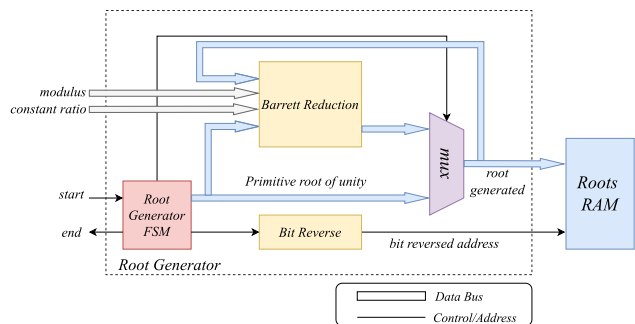 modulus
constant ratio
Barrett Reduction
mux
root
generated
Roots
RAM
Primitive root of unity
start
end
Root
Generator
FSM
Bit Reverse
bit reversed address
Root Generator
Data Bus
Control/Address